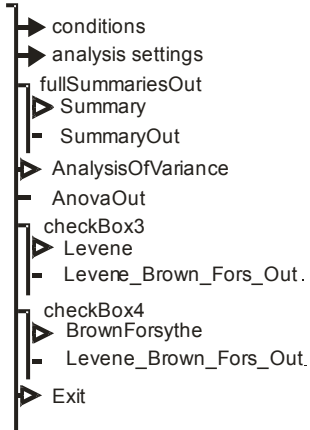 conditions
analysis settings
fullSummariesOut
Summary
SummaryOut
AnalysisOfVariance
AnovaOut
checkBox3
Levene
Levene_Brown_Fors_Out.
checkBox4
BrownForsythe
Levene_Brown_Fors_Out.
Exit